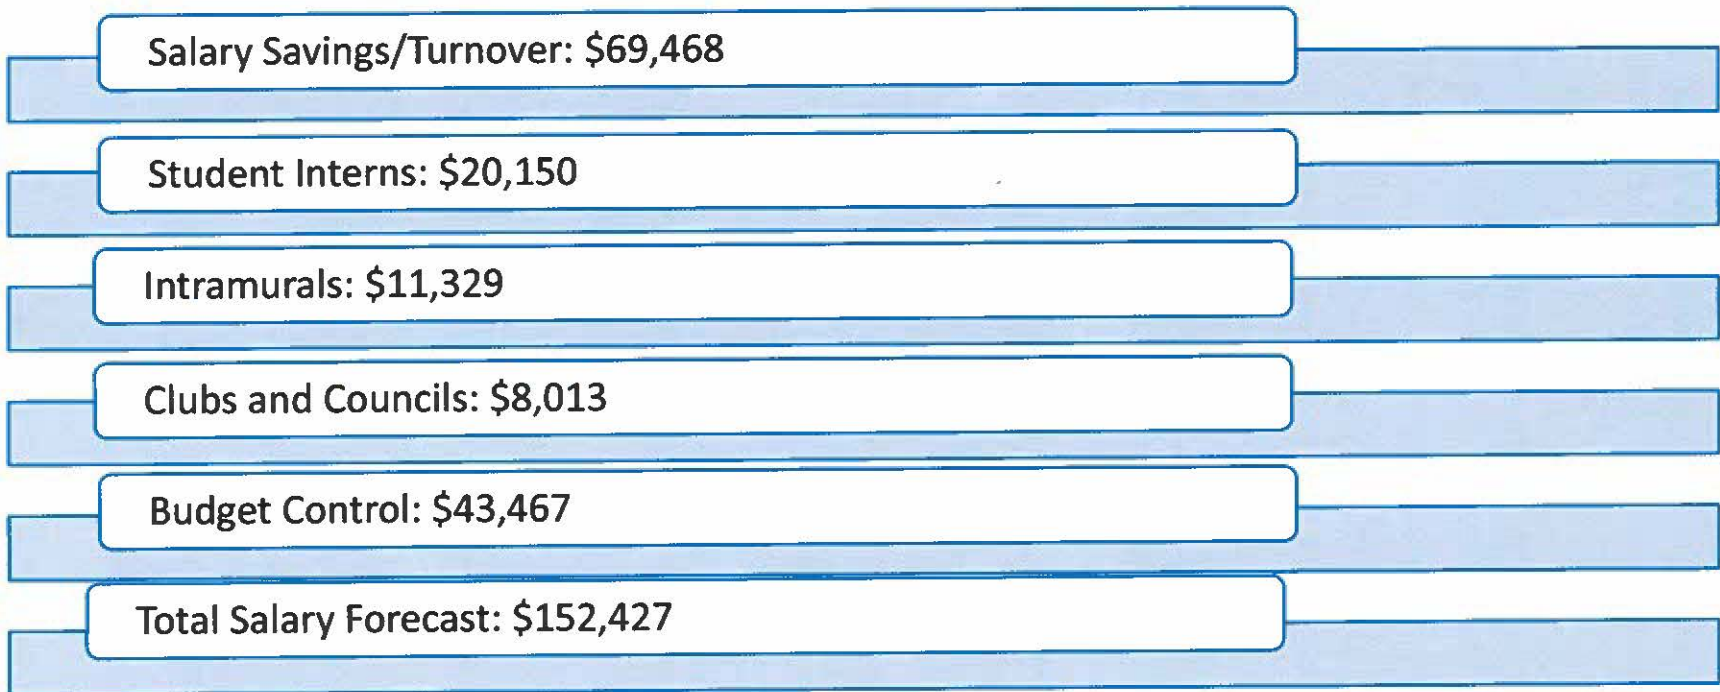 Salary Savings/Turnover: $69,468
Student Interns: $20,150
Intramurals: $11,329
Clubs and Councils: $8,013
Budget Control: $43,467
Total Salary Forecast: $152,427